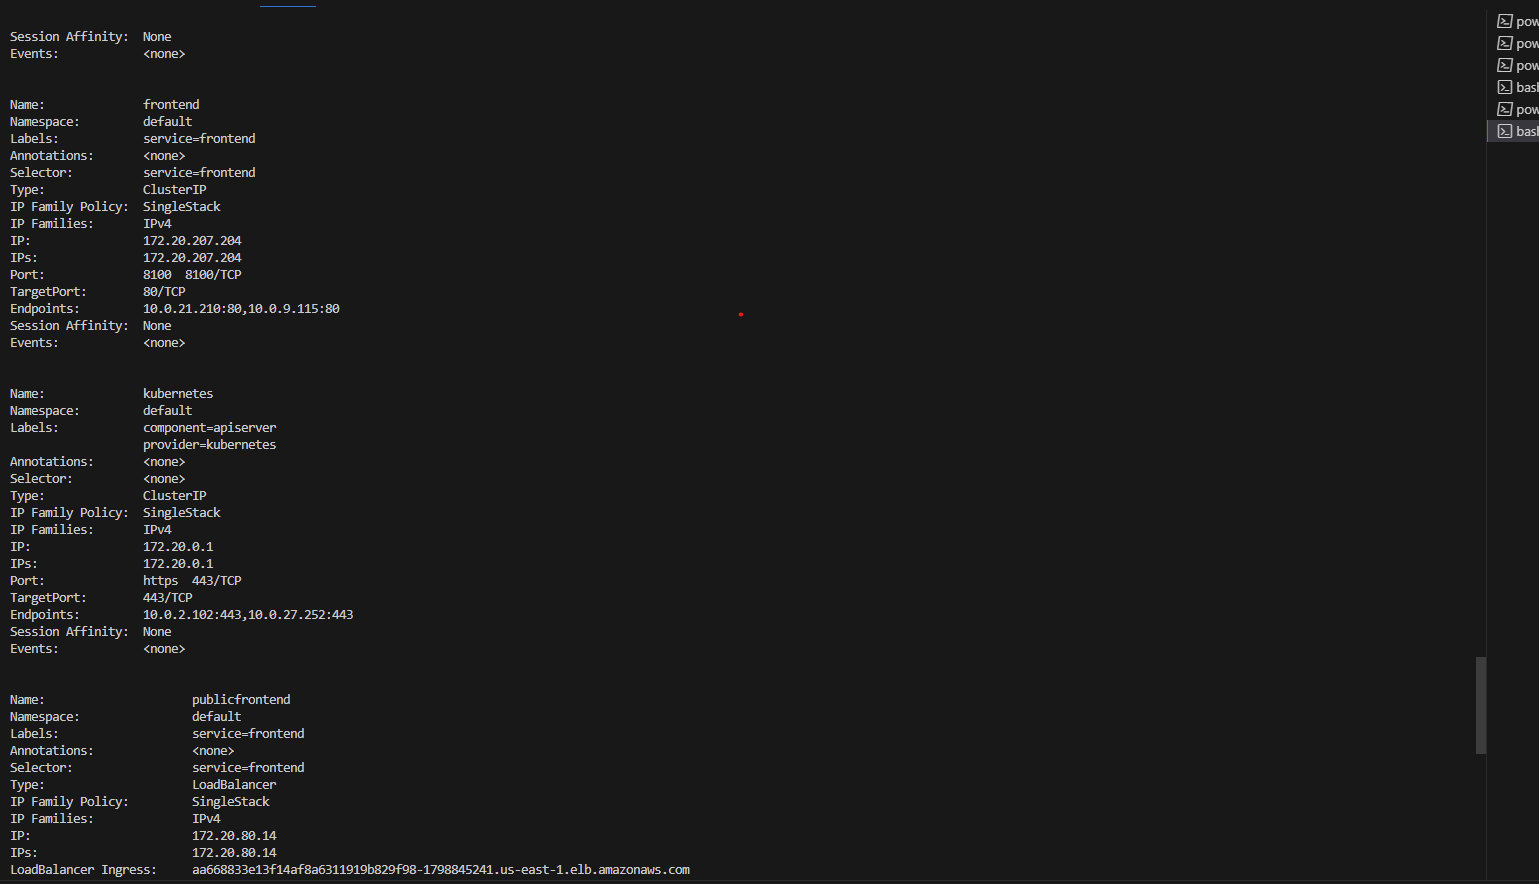 Session Affinity:  None
Events:            <none>
Name:              frontend
Namespace:         default
Labels:            service=frontend
Annotations:       <none>
Selector:          service=frontend
Type:              ClusterIP
IP Family Policy:  SingleStack
IP Families:       IPv4
IP:                172.20.207.204
IPs:               172.20.207.204
Port:              8100  8100/TCP
TargetPort:        80/TCP
Endpoints:         10.0.21.210:80,10.0.9.115:80
Session Affinity:  None
Events:            <none>
Name:              kubernetes
Namespace:         default
Labels:            component=apiserver
                   provider=kubernetes
Annotations:       <none>
Selector:          <none>
Type:              ClusterIP
IP Family Policy:  SingleStack
IP Families:       IPv4
IP:                172.20.0.1
IPs:               172.20.0.1
Port:              https  443/TCP
TargetPort:        443/TCP
Endpoints:         10.0.2.102:443,10.0.27.252:443
Session Affinity:  None
Events:            <none>
Name:                     publicfrontend
Namespace:                default
Labels:                   service=frontend
Annotations:              <none>
Selector:                 service=frontend
Type:                     LoadBalancer
IP Family Policy:         SingleStack
IP Families:              IPv4
IP:                       172.20.80.14
IPs:                      172.20.80.14
LoadBalancer Ingress:     aa668833e13f14af8a6311919b829f98-1798845241.us-east-1.elb.amazonaws.com
pow
pow
pow
bas
pow
bas